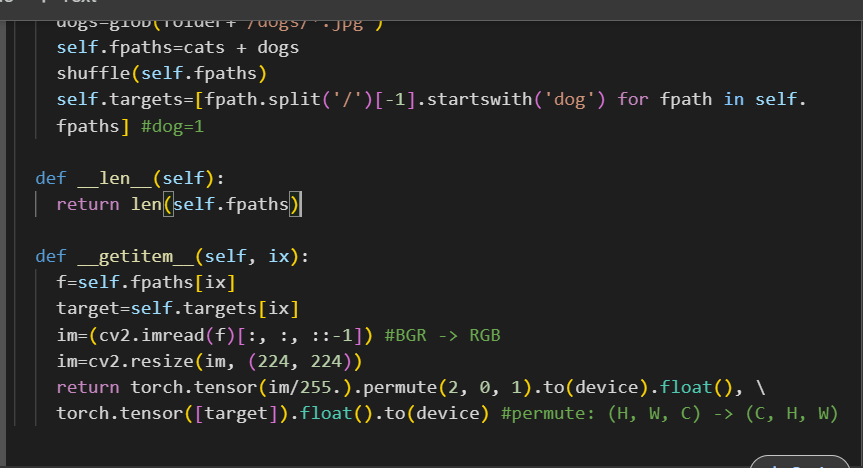 dogs=glob(folder+'/dogs/*.jpg')
self.fpaths=cats + dogs
shuffle(self.fpaths)
self.targets=[fpath.split('/')[-1].startswith('dog') for fpath in self.
fpaths] #dog=1
def __len__(self):
return len(self.fpaths)
def __getitem__(self, ix):
f=self.fpaths[ix]
target=self.targets[ix]
im=(cv2.imread(f)[:, :, ::-1]) #BGR -> RGB
im=cv2.resize(im, (224, 224))
return torch.tensor(im/255.).permute(2, 0, 1).to(device).float(), \
torch.tensor([target]).float().to(device) #permute: (H, W, C) -> (C, H, W)